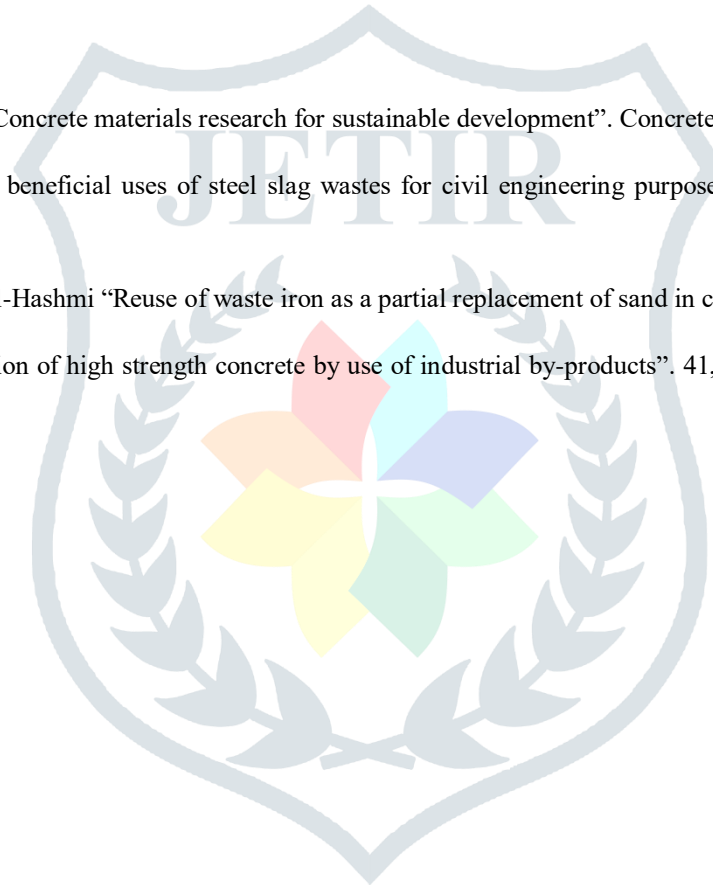 Concrete materials research for sustainable development”. Concrete
JETIR
beneficial uses of steel slag wastes for civil engineering purpose
-Hashmi “Reuse of waste iron as a partial replacement of sand in c
ion of high strength concrete by use of industrial by-products”. 41,